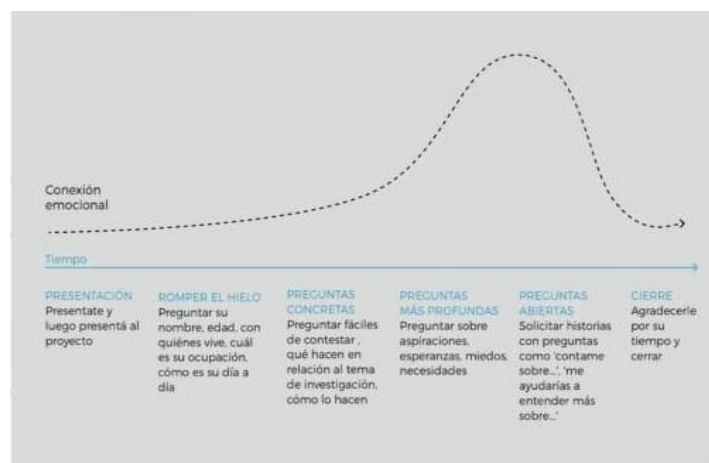 Conexión
emocional
Tiempo
PRESENTACIÓN
Presentate y
luego presentá al
proyecto
ROMPER EL HIELO
Preguntar su
nombre, edad, con
quiénes vive, cuál
es su ocupación,
cómo es su día a
día
PREGUNTAS
CONCRETAS
Preguntar fáciles
de contestar ,
qué hacen en
relación al tema
de investigación,
cómo lo hacen
PREGUNTAS
MÁS PROFUNDAS
Preguntar sobre
aspiraciones,
esperanzas, miedos,
necesidades
PREGUNTAS
ABIERTAS
Solicitar historias
con preguntas
como 'contame
sobre...', 'me
ayudarías a
entender más
sobre...'
CIERRE
Agradecerle
por su
tiempo y
cerrar